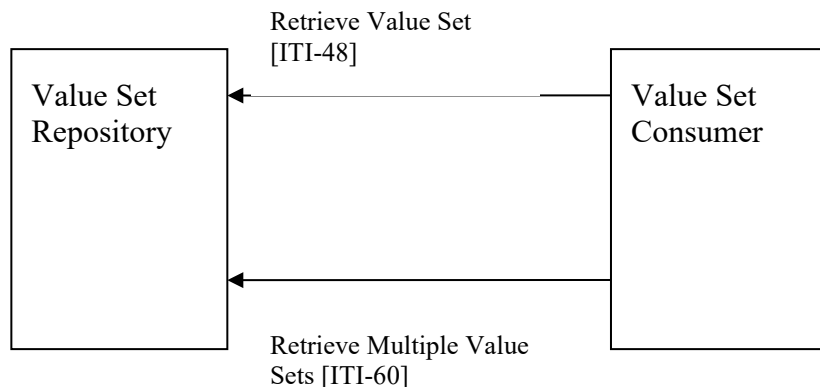 Retrieve Value Set
[ITI-48]
Value Set
Repository
Value Set
Consumer
Retrieve Multiple Value
Sets [ITI-60]